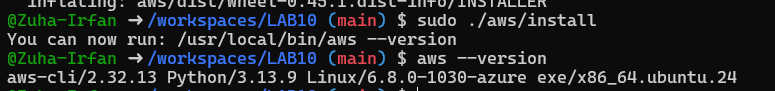 inflating: aws/dist/wheel-0.45.1.dist-info/INSTALLER
@Zuha-Irfan ➜ /workspaces/LAB10 (main) $ sudo ./aws/install
You can now run: /usr/local/bin/aws --version
@Zuha-Irfan ➜ /workspaces/LAB10 (main) $ aws --version
aws-cli/2.32.13 Python/3.13.9 Linux/6.8.0-1030-azure exe/x86_64.ubuntu.24